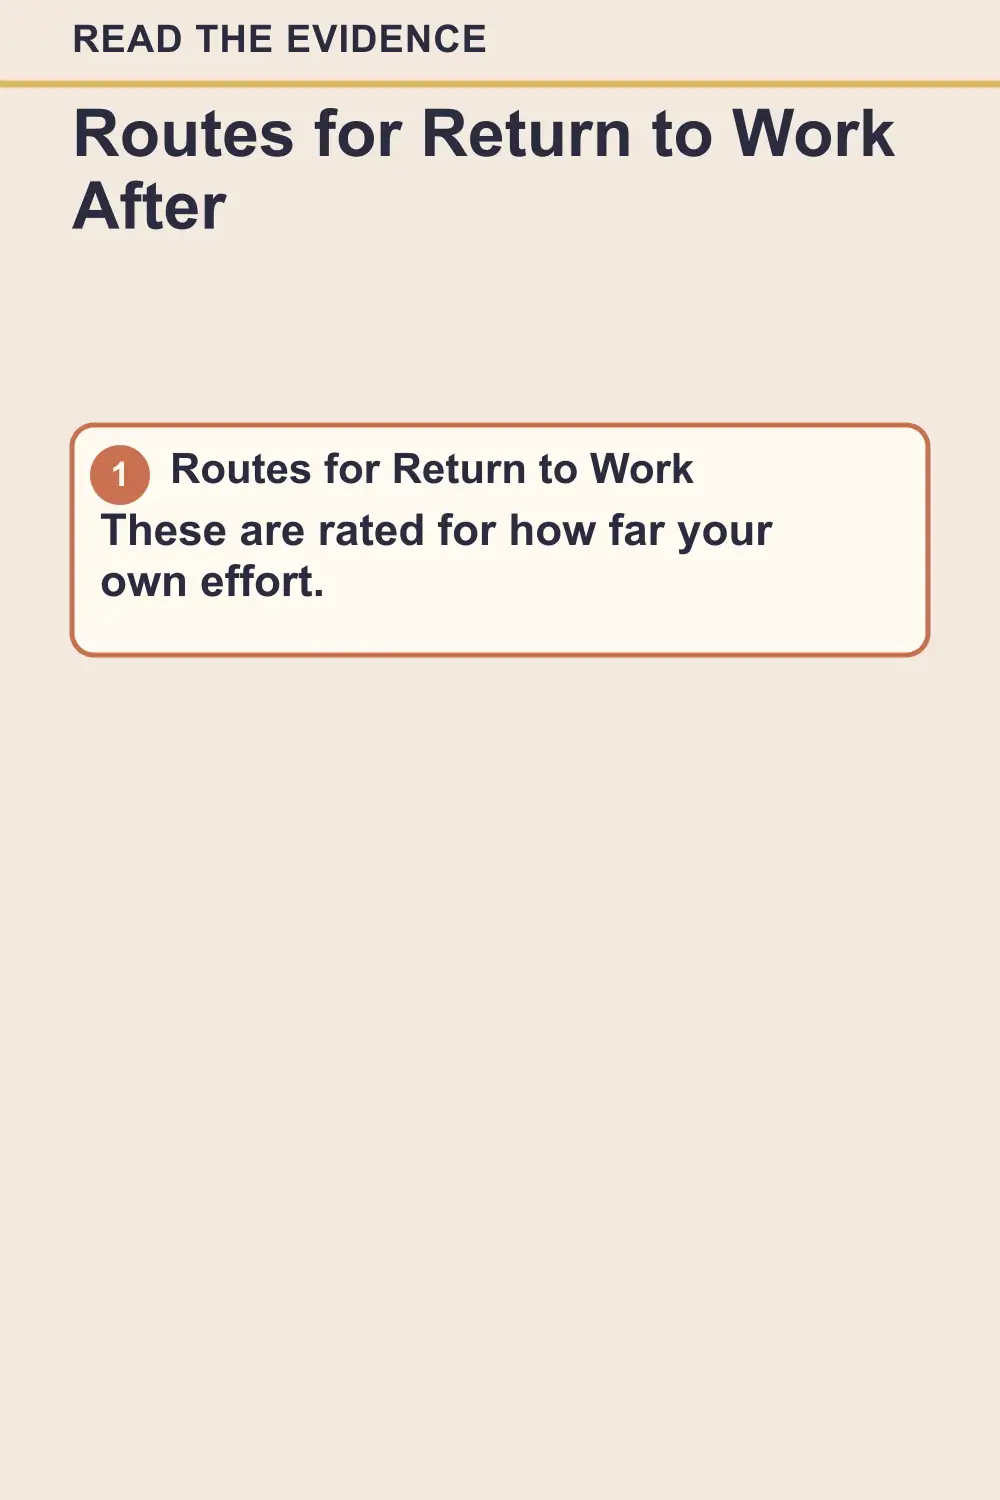 READ THE EVIDENCE
Routes for Return to Work
After
1 Routes for Return to Work
These are rated for how far your
own effort.